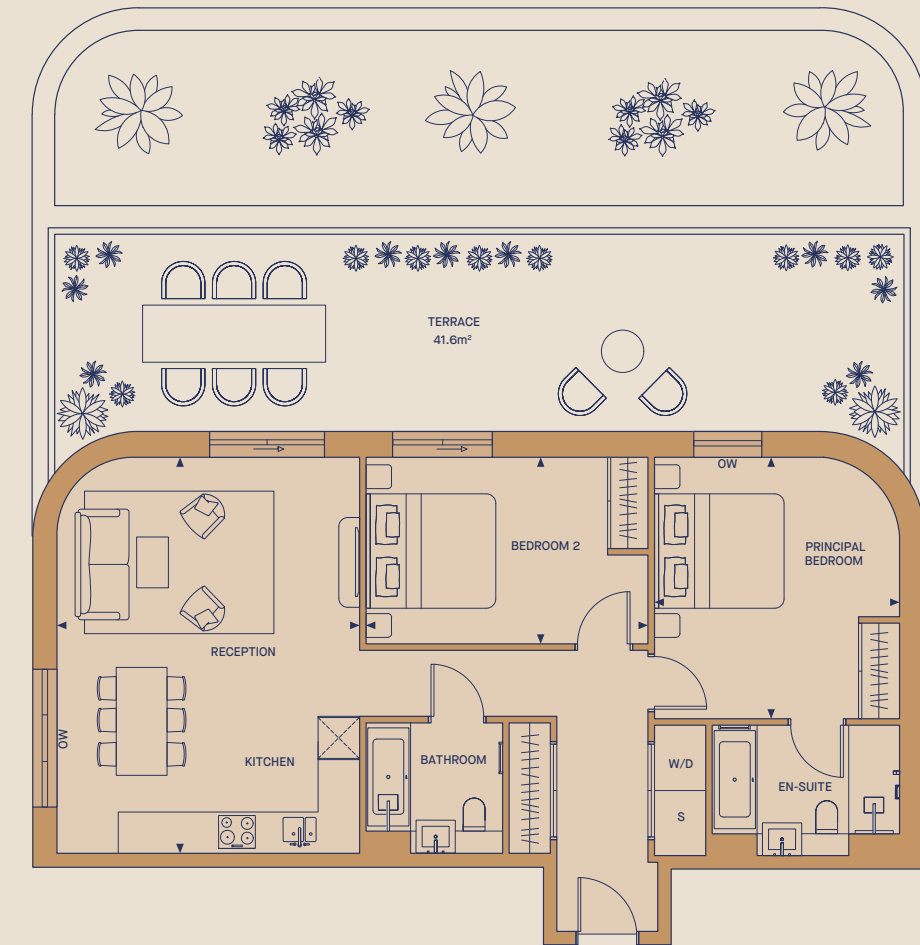 TERRACE
41.6m²
OW
BEDROOM 2
PRINCIPAL
BEDROOM
RECEPTION
OW
KITCHEN
BATHROOM
W/D
EN-SUITE
S